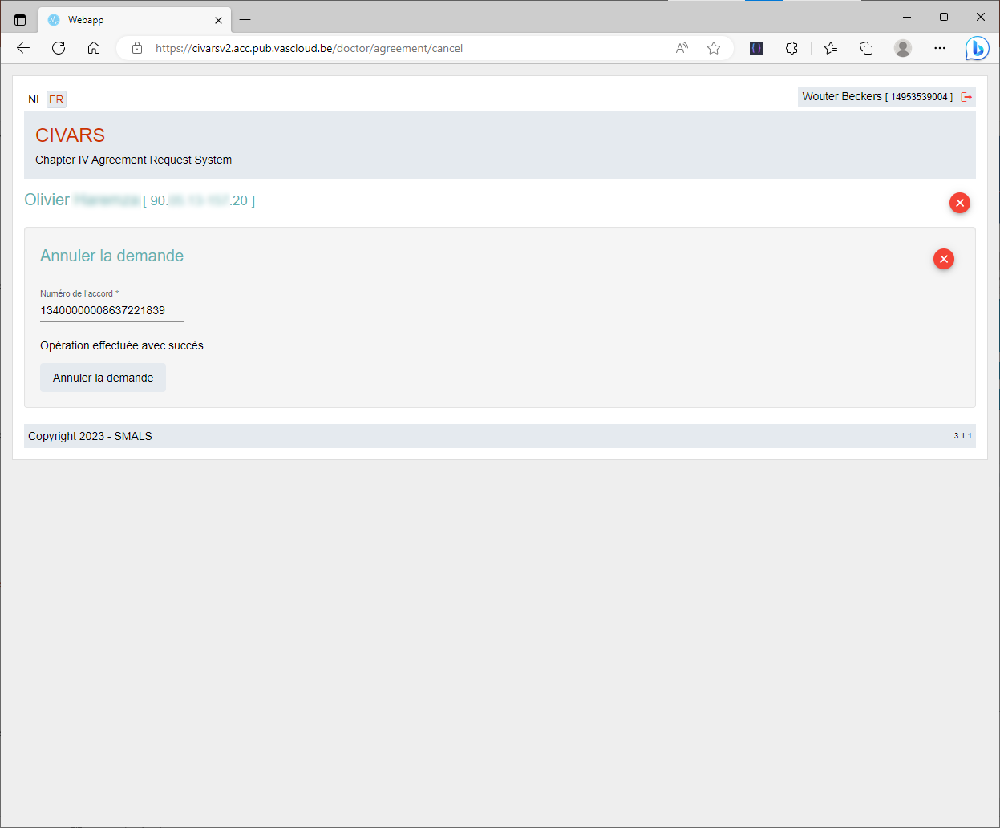 Webapp
https://civarsv2.acc.pub.vascloud.be/doctor/agreement/cancel
NL FR
Wouter Beckers [ 14953539004 ]
CIVARS
Chapter IV Agreement Request System
Olivier [ 90. .20 ]
Annuler la demande
Numéro de l'accord *
13400000008637221839
Opération effectuée avec succès
Annuler la demande
Copyright 2023 - SMALS
3.1.1